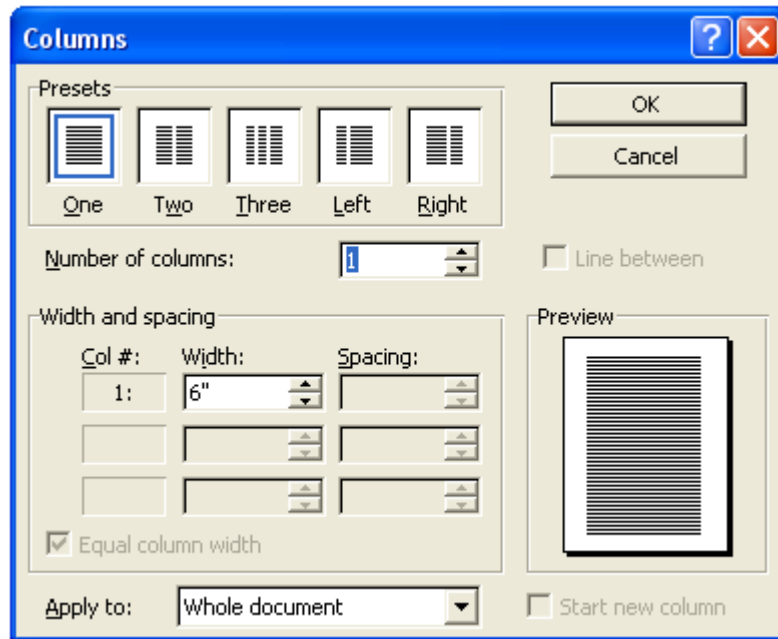 Columns
Presets
OK
Cancel
One Two Three Left Right
Number of columns: 1
Line between
Width and spacing
Preview
Col #: Width: Spacing:
1: 6"
Equal column width
Apply to: Whole document
Start new column